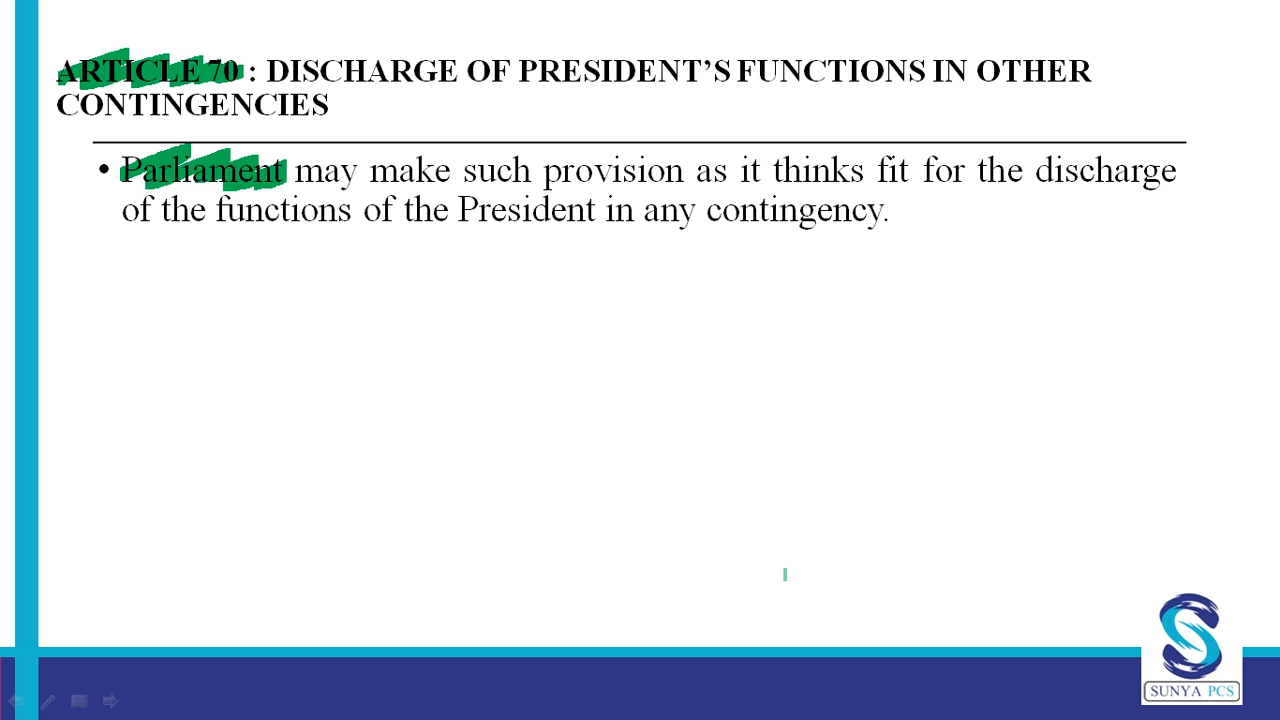 ARTICLE 70 : DISCHARGE OF PRESIDENT’S FUNCTIONS IN OTHER
CONTINGENCIES
• Parliament may make such provision as it thinks fit for the discharge
of the functions of the President in any contingency.
SUNYA PCS